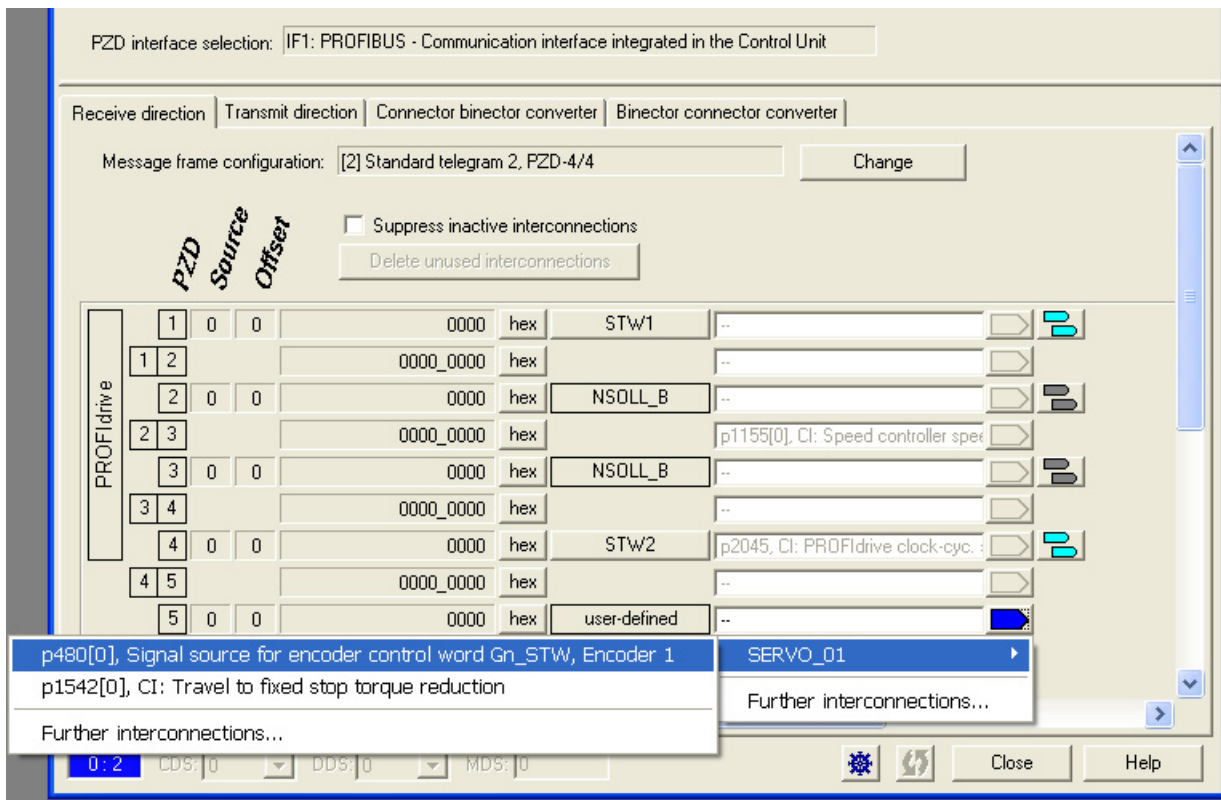 PZD interface selection: IF1: PROFIBUS - Communication interface integrated in the Control Unit
Receive direction Transmit direction Connector binector converter Binector connector converter
Message frame configuration: [2] Standard telegram 2, PZD-4/4 Change
PZD Source Offset
Suppress inactive interconnections
Delete unused interconnections
PROFIdrive
1 0 0 0000 hex STW1 --
1 2 0000_0000 hex --
2 0 0 0000 hex NSOLL_B --
2 3 0000_0000 hex p1155[0], CI: Speed controller spee
3 0 0 0000 hex NSOLL_B --
3 4 0000_0000 hex --
4 0 0 0000 hex STW2 p2045, CI: PROFIdrive clock-cyc.
4 5 0000_0000 hex --
5 0 0 0000 hex user-defined --
p480[0], Signal source for encoder control word Gn_STW, Encoder 1 SERVO_01
p1542[0], CI: Travel to fixed stop torque reduction
Further interconnections...
Further interconnections...
0:2 CDS: 0 DDS: 0 MDS: 0 Close Help